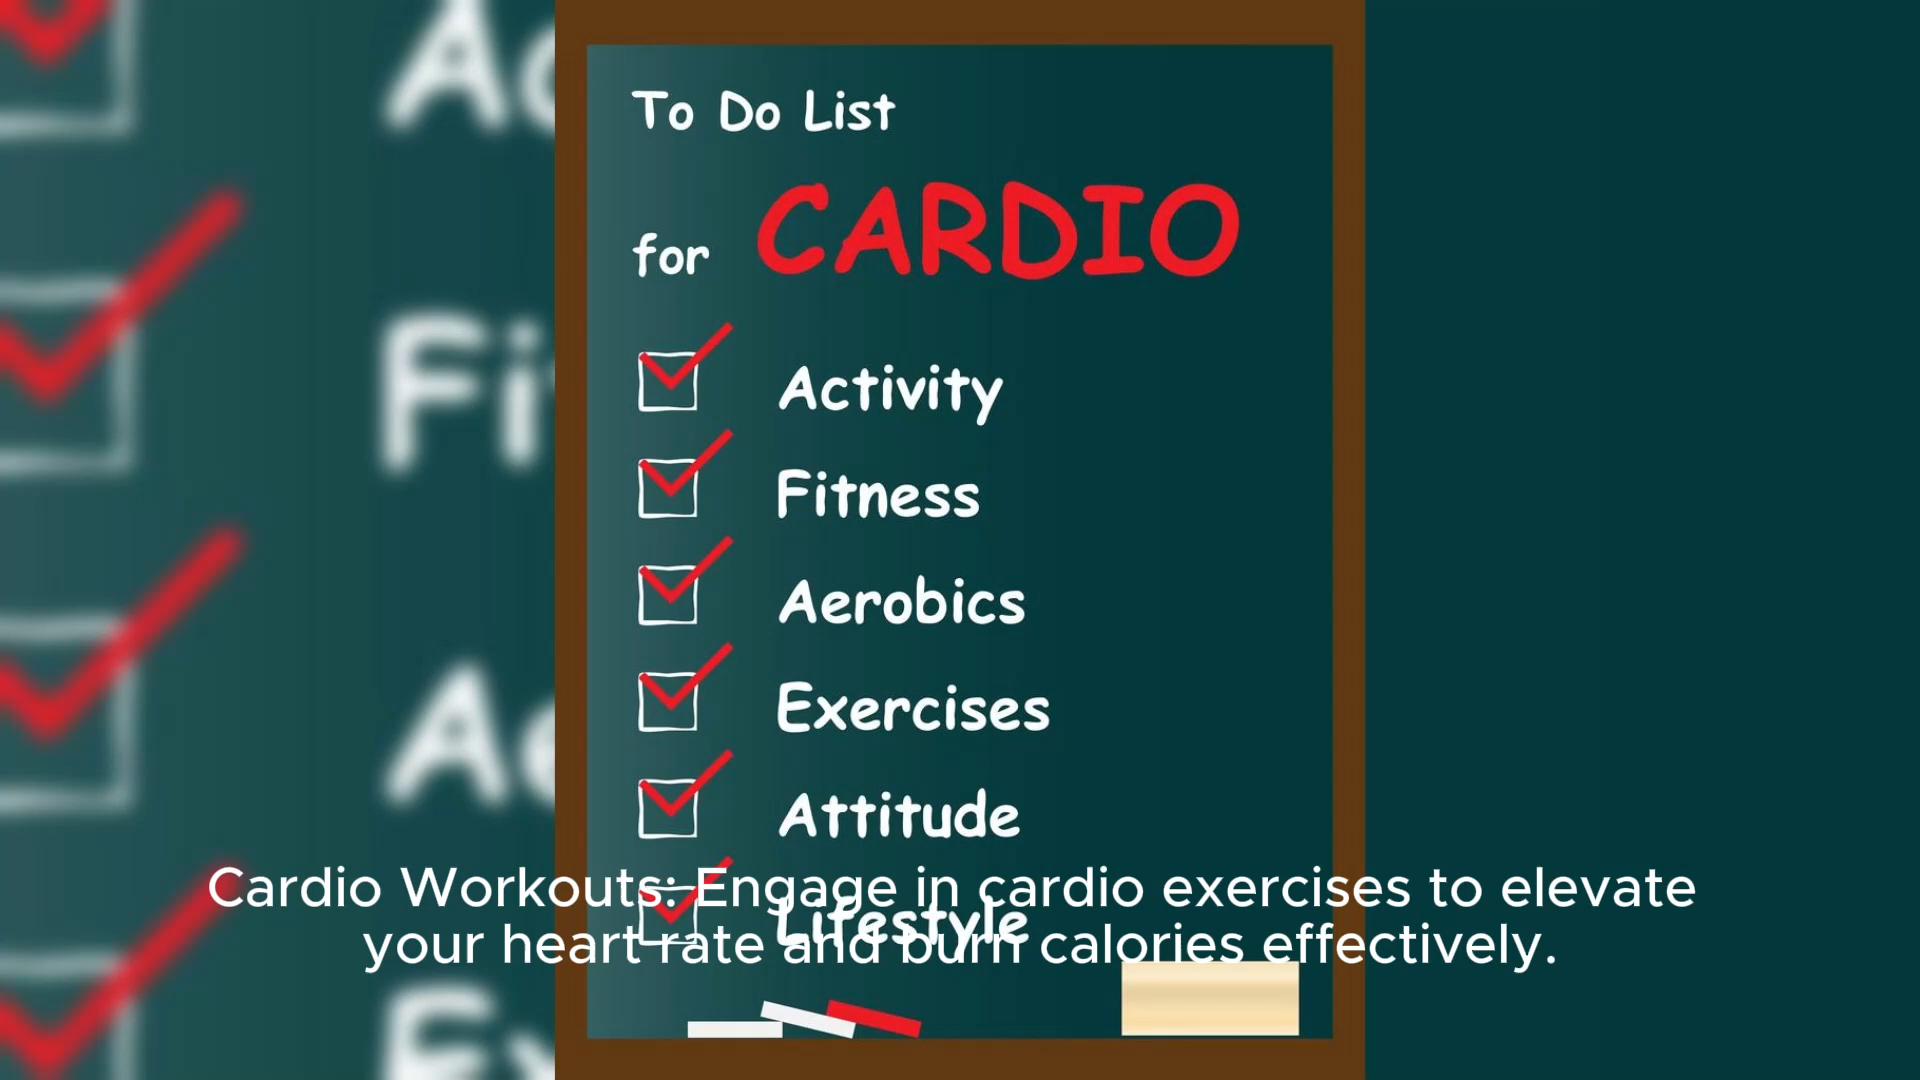 To Do List
for CARDIO
Activity
Fitness
Aerobics
Exercises
Attitude
Lifestyle
Cardio Workouts: Engage in cardio exercises to elevate
your heart rate and burn calories effectively.